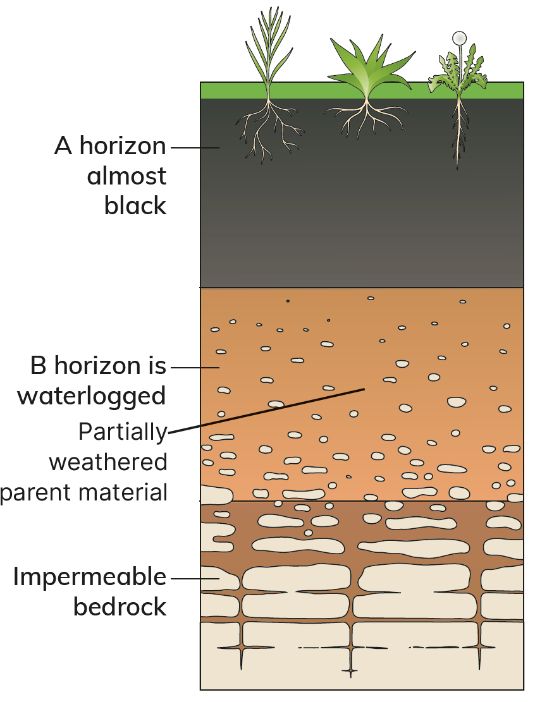 A horizon
almost
black
B horizon is
waterlogged
Partially
weathered
parent material
Impermeable
bedrock